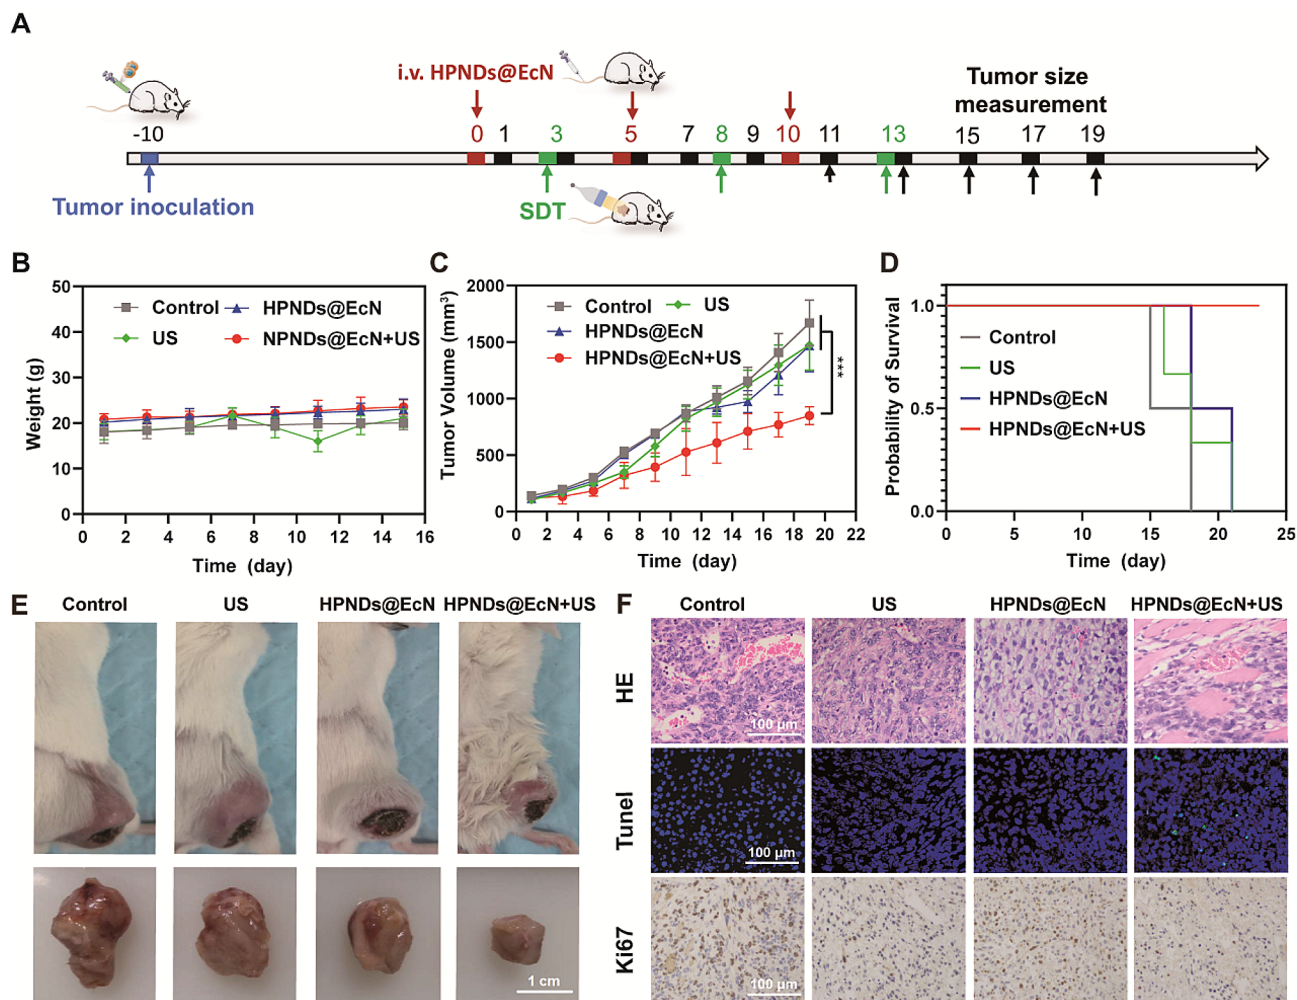 A
i.v. HPNDs@EcN
Tumor size
measurement
-10 0 1 3 5 7 8 9 10 11 13 15 17 19
Tumor inoculation
SDT
B
Weight (g)
50
40
30
20
10
0
Control HPNDs@EcN
US NPNDs@EcN+US
0 2 4 6 8 10 12 14 16
Time (day)
C
Tumor Volume (mm³)
2000
1500
1000
500
0
Control US
HPNDs@EcN
HPNDs@EcN+US
***
0 2 4 6 8 10 12 14 16 18 20 22
Time (day)
D
Probability of Survival
1.0
0.5
0.0
Control
US
HPNDs@EcN
HPNDs@EcN+US
0 5 10 15 20 25
Time (day)
E
Control US HPNDs@EcN HPNDs@EcN+US
1 cm
F
Control US HPNDs@EcN HPNDs@EcN+US
HE
100 μm
Tunel
100 μm
Ki67
100 μm